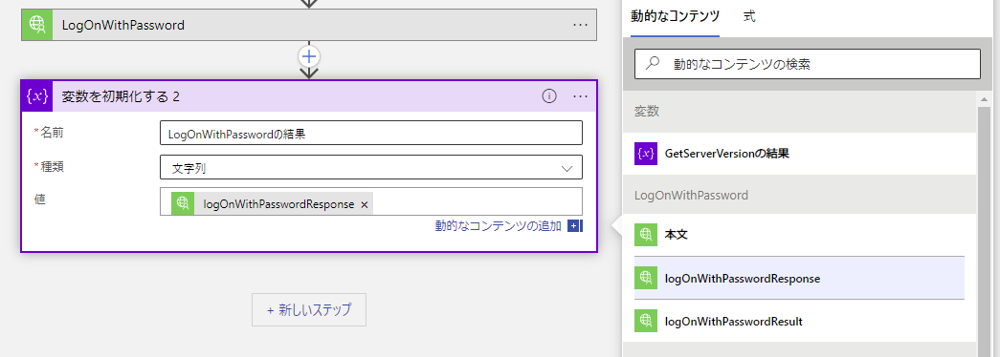 LogOnWithPassword
変数を初期化する 2
*名前
LogOnWithPasswordの結果
*種類
文字列
値
logOnWithPasswordResponse
動的なコンテンツの追加
+ 新しいステップ
動的なコンテンツ 式
動的なコンテンツの検索
変数
{x} GetServerVersionの結果
LogOnWithPassword
本文
logOnWithPasswordResponse
logOnWithPasswordResult